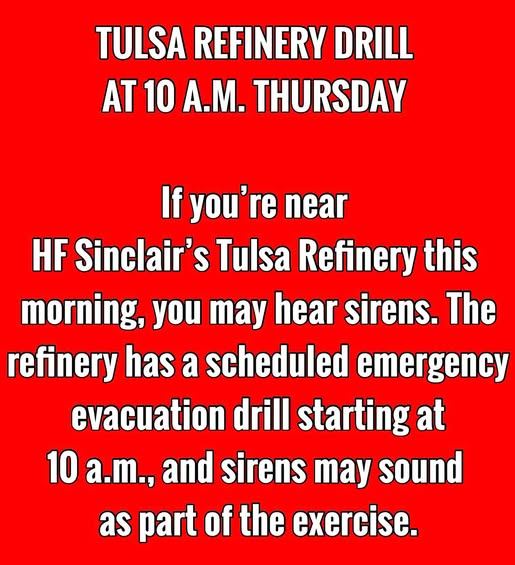 TULSA REFINERY DRILL
AT 10 A.M. THURSDAY
If you’re near
HF Sinclair’s Tulsa Refinery this
morning, you may hear sirens. The
refinery has a scheduled emergency
evacuation drill starting at
10 a.m., and sirens may sound
as part of the exercise.